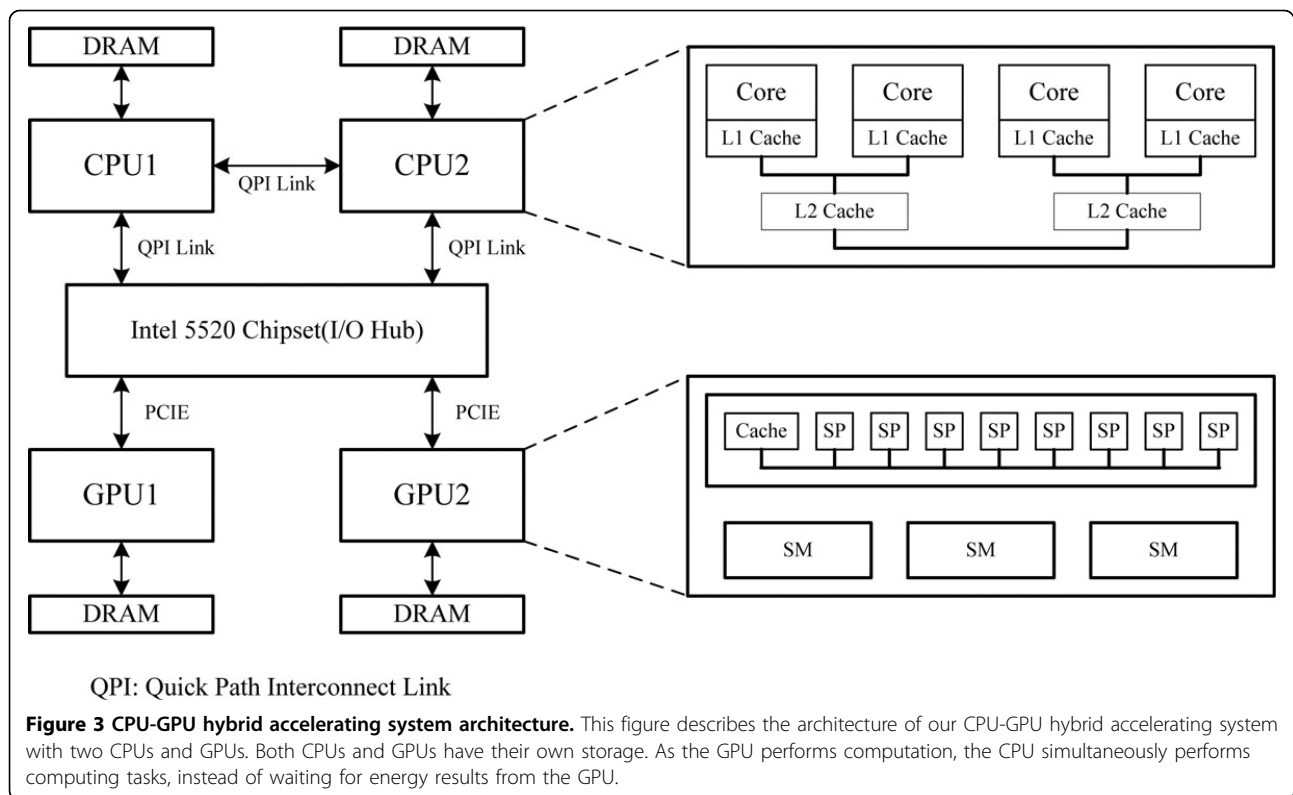 DRAM DRAM
CPU1 QPI Link CPU2
QPI Link QPI Link
Intel 5520 Chipset(I/O Hub)
PCIE PCIE
GPU1 GPU2
DRAM DRAM
Core Core Core Core
L1 Cache L1 Cache L1 Cache L1 Cache
L2 Cache L2 Cache
Cache SP SP SP SP SP SP SP SP
SM SM SM
QPI: Quick Path Interconnect Link
Figure 3 CPU-GPU hybrid accelerating system architecture. This figure describes the architecture of our CPU-GPU hybrid accelerating system
with two CPUs and GPUs. Both CPUs and GPUs have their own storage. As the GPU performs computation, the CPU simultaneously performs
computing tasks, instead of waiting for energy results from the GPU.